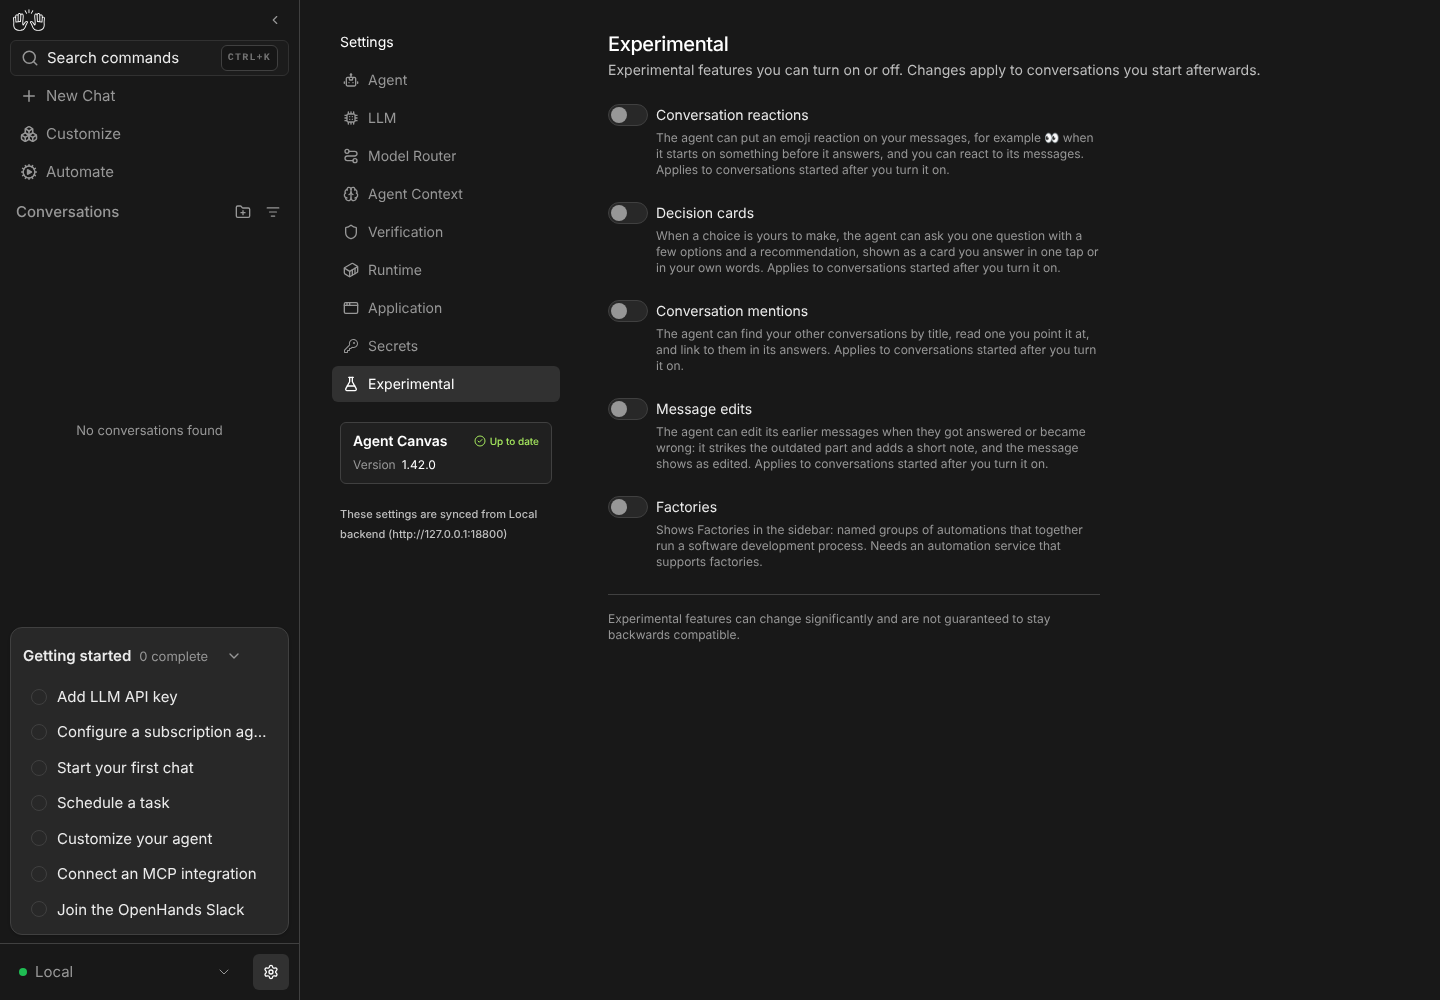 Search commands
CTRL+K
New Chat
Customize
Automate
Conversations
No conversations found
Getting started 0 complete
Add LLM API key
Configure a subscription ag...
Start your first chat
Schedule a task
Customize your agent
Connect an MCP integration
Join the OpenHands Slack
Local
Settings
Agent
LLM
Model Router
Agent Context
Verification
Runtime
Application
Secrets
Experimental
Agent Canvas
Up to date
Version 1.42.0
These settings are synced from Local
backend (http://127.0.0.1:18800)
Experimental
Experimental features you can turn on or off. Changes apply to conversations you start afterwards.
Conversation reactions
The agent can put an emoji reaction on your messages, for example 👀 when
it starts on something before it answers, and you can react to its messages.
Applies to conversations started after you turn it on.
Decision cards
When a choice is yours to make, the agent can ask you one question with a
few options and a recommendation, shown as a card you answer in one tap or
in your own words. Applies to conversations started after you turn it on.
Conversation mentions
The agent can find your other conversations by title, read one you point it at,
and link to them in its answers. Applies to conversations started after you turn
it on.
Message edits
The agent can edit its earlier messages when they got answered or became
wrong: it strikes the outdated part and adds a short note, and the message
shows as edited. Applies to conversations started after you turn it on.
Factories
Shows Factories in the sidebar: named groups of automations that together
run a software development process. Needs an automation service that
supports factories.
Experimental features can change significantly and are not guaranteed to stay
backwards compatible.